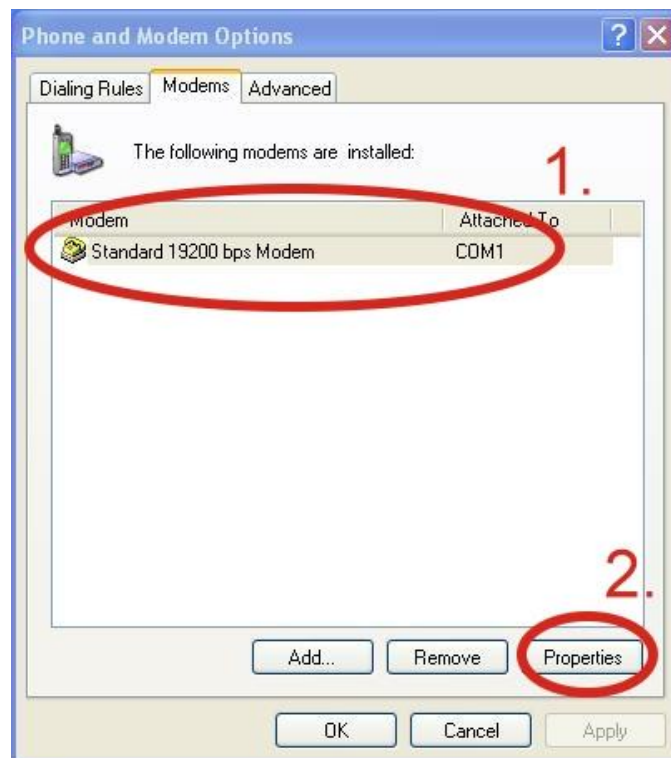 Phone and Modem Options
Dialing Rules Modems Advanced
The following modems are installed:
1.
Modem Attached To
Standard 19200 bps Modem COM1
2.
Add... Remove Properties
OK Cancel Apply